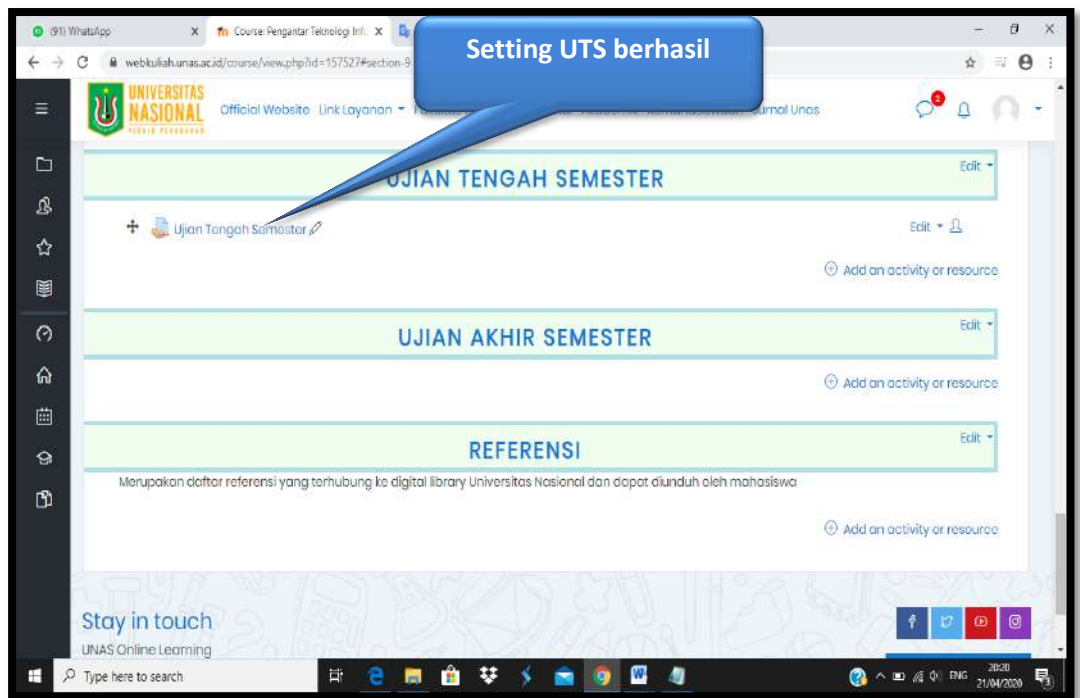 (91) WhatsApp
Course: Pengantar Teknologi Inf
Setting UTS berhasil
webkuliah.unas.ac.id/course/view.php?id=157527#section-9
UNIVERSITAS
NASIONAL
Official Website Link Layanan
Jurnal Unas
2
UJIAN TENGAH SEMESTER
Edit
Ujian Tengah Semester
Edit
Add an activity or resource
UJIAN AKHIR SEMESTER
Edit
Add an activity or resource
REFERENSI
Edit
Merupakan daftar referensi yang terhubung ke digital library Universitas Nasional dan dapat diunduh oleh mahasiswa
Add an activity or resource
Stay in touch
UNAS Online Learning
Type here to search
ENG
20:20
21/04/2020
3